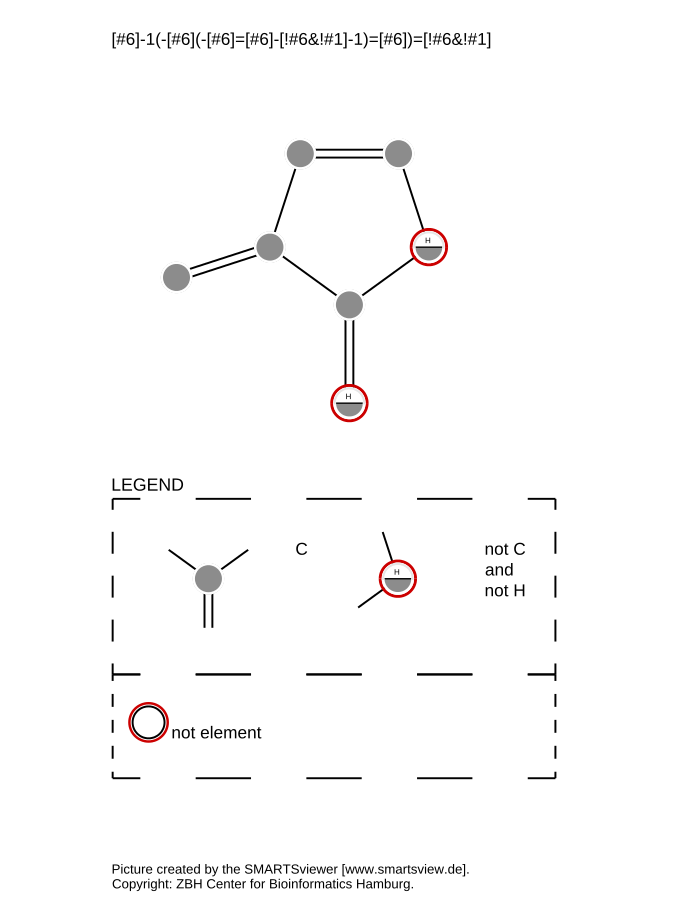 [#6]-1(-[#6](-[#6]=[#6]-[!#6&!#1]-1)=[#6])=[!#6&!#1]
H
H
LEGEND
C
H
not C
and
not H
not element
Picture created by the SMARTSviewer [www.smartsview.de].
Copyright: ZBH Center for Bioinformatics Hamburg.